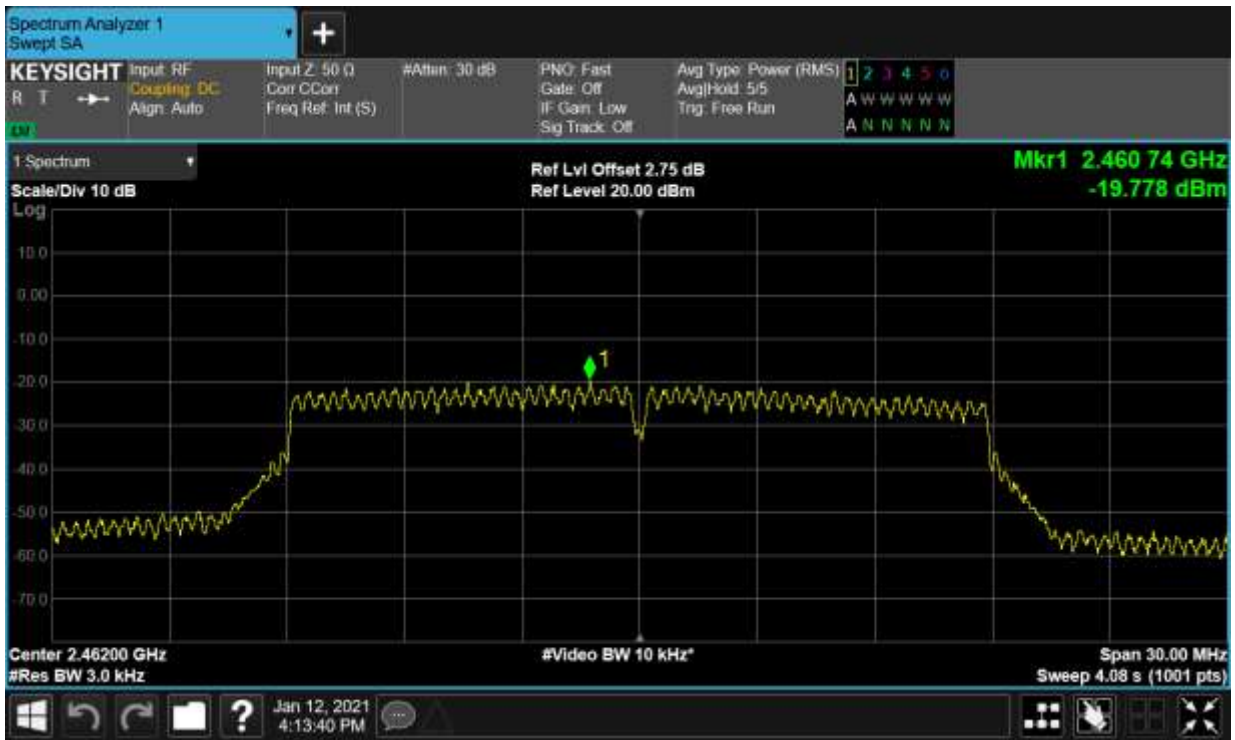 Spectrum Analyzer 1
Swept SA
+
KEYSIGHT
R T
Input: RF
Coupling: DC
Align: Auto
Input Z: 50 Ω
Corr CCorr
Freq Ref: Int (S)
#Atten: 30 dB
PNO: Fast
Gate: Off
IF Gain: Low
Sig Track: Off
Avg Type: Power (RMS)
Avg|Hold: 5/5
Trig: Free Run
1 2 3 4 5 6
A W W W W W
A N N N N N
1 Spectrum
Scale/Div 10 dB
Ref Lvl Offset 2.75 dB
Ref Level 20.00 dBm
Mkr1 2.460 74 GHz
-19.778 dBm
Log
10.0
0.00
-10.0
-20.0
-30.0
-40.0
-50.0
-60.0
-70.0
1
Center 2.46200 GHz
#Video BW 10 kHz*
Span 30.00 MHz
#Res BW 3.0 kHz
Sweep 4.08 s (1001 pts)
?
Jan 12, 2021
4:13:40 PM